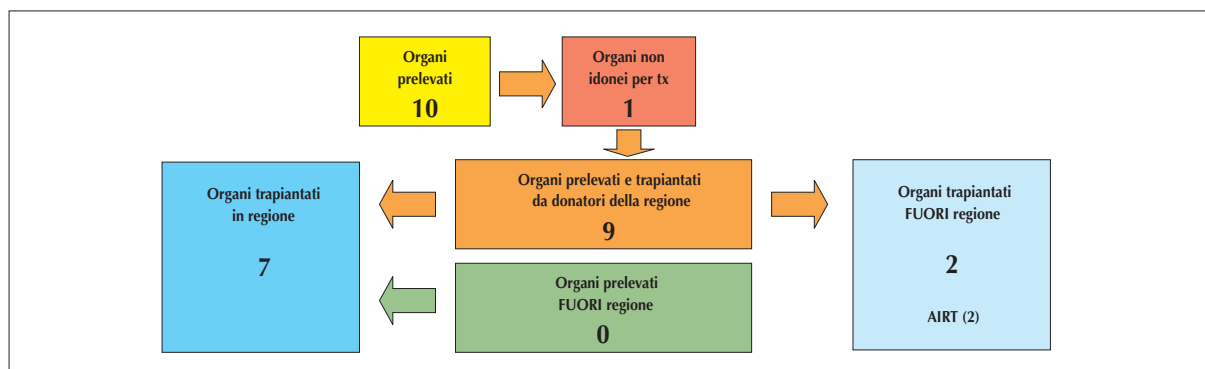 Organi
prelevati
10
Organi non
idonei per tx
1
Organi trapiantati
in regione
7
Organi prelevati e trapiantati
da donatori della regione
9
Organi prelevati
FUORI regione
0
Organi trapiantati
FUORI regione
2
AIRT (2)